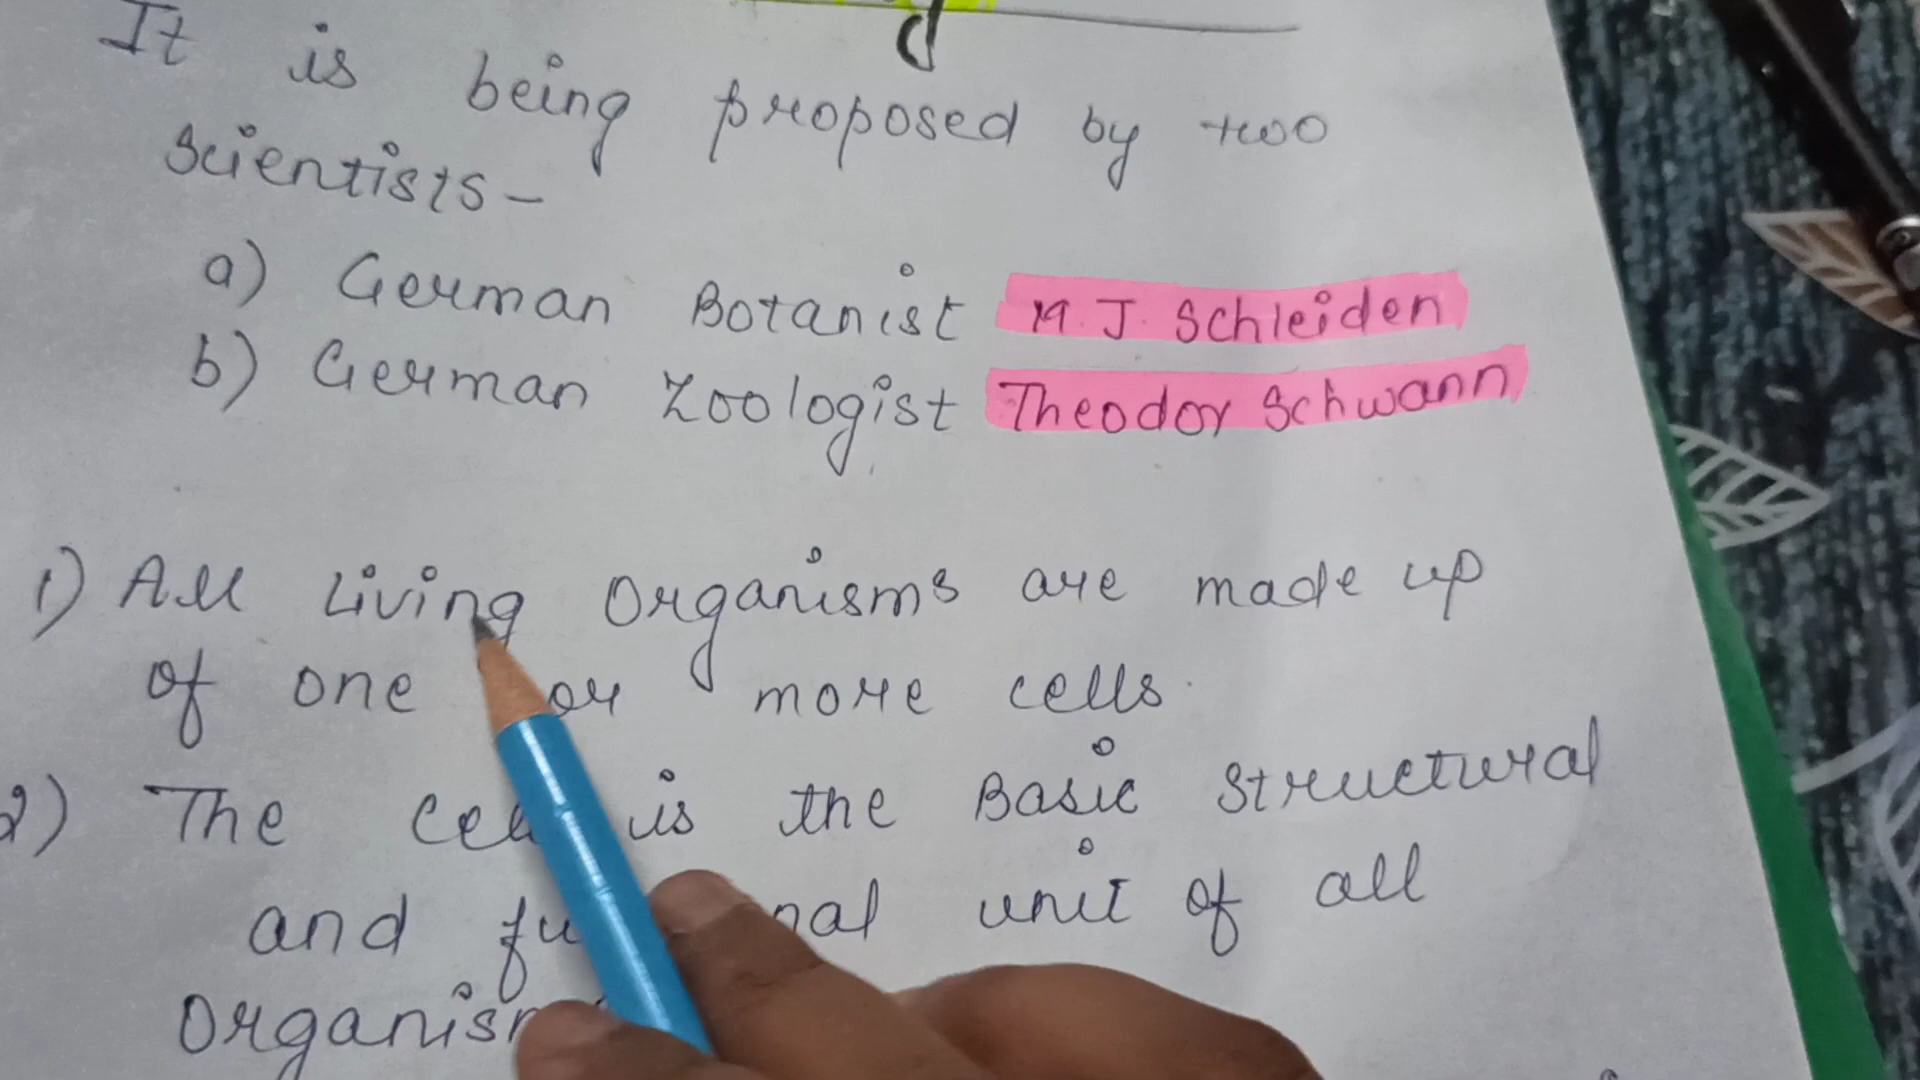 It is being proposed by two
Scientists-
a) German Botanist M. J. Schleiden
b) German Zoologist Theodor Schwann
1) All Living Organisms are made up
of one or more cells.
2) The is the Basic Structural
and unit of all